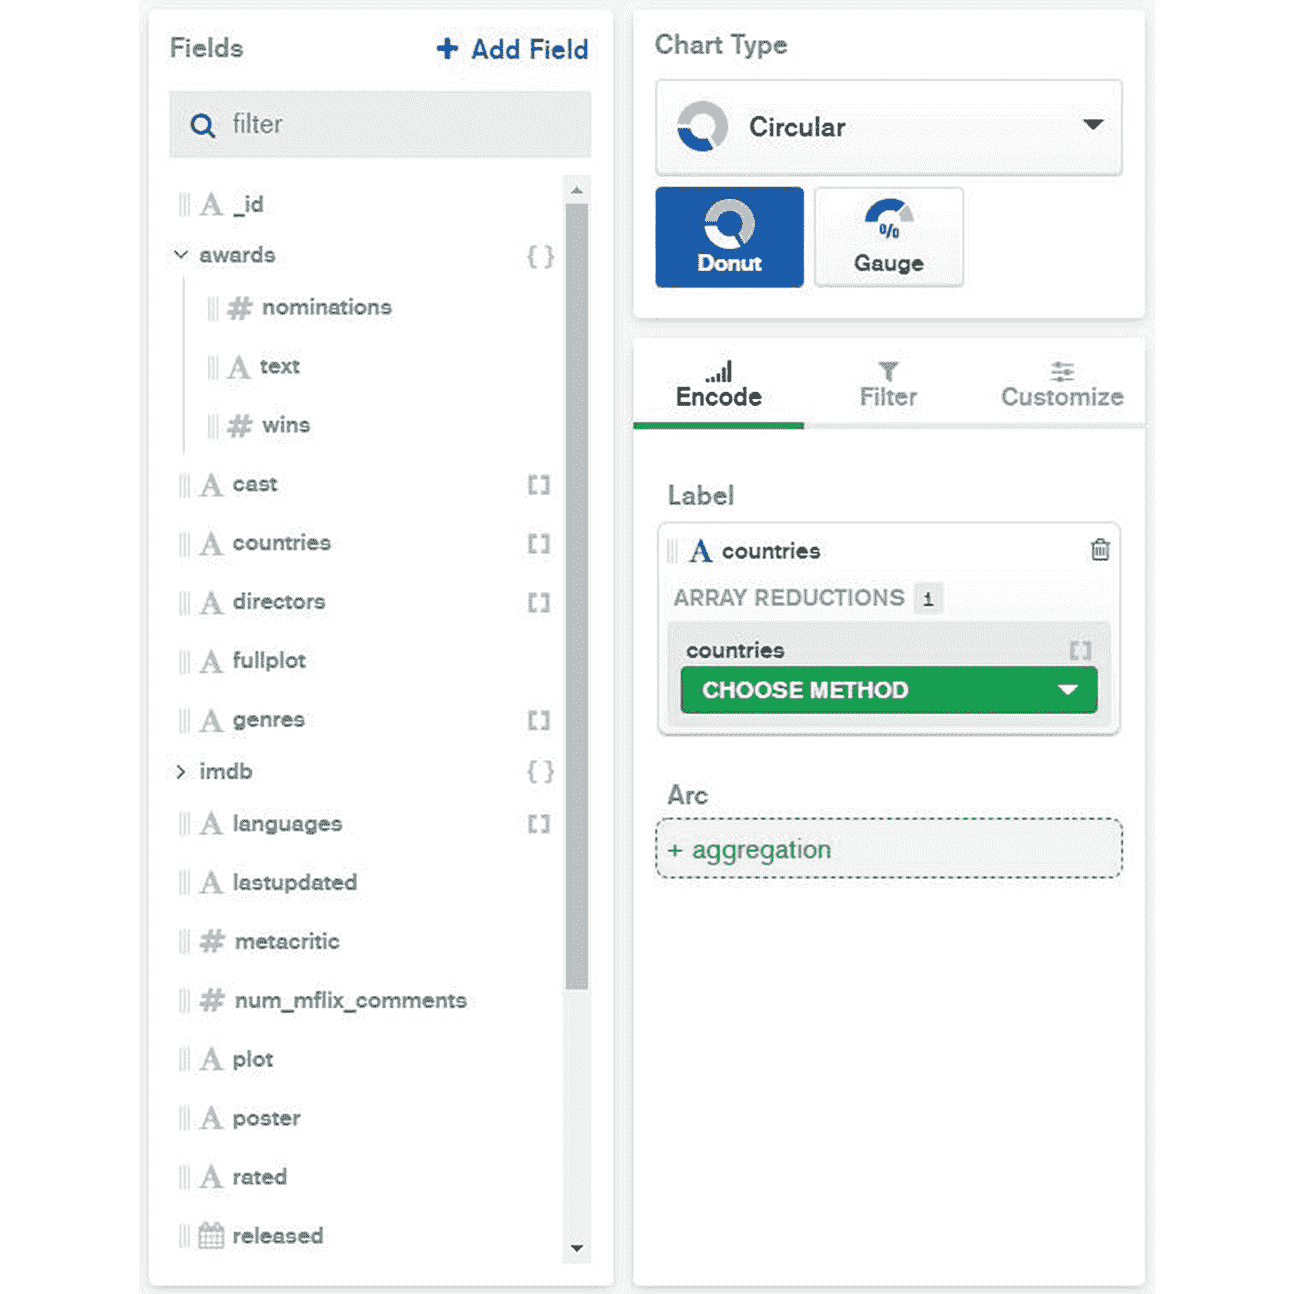 Fields
+ Add Field
filter
A _id
awards { }
# nominations
A text
# wins
A cast [ ]
A countries [ ]
A directors [ ]
A fullplot
A genres [ ]
imdb { }
A languages [ ]
A lastupdated
# metacritic
# num_mflix_comments
A plot
A poster
A rated
released
Chart Type
Circular
Donut
%
Gauge
Encode
Filter
Customize
Label
A countries
ARRAY REDUCTIONS 1
countries [ ]
CHOOSE METHOD
Arc
+ aggregation